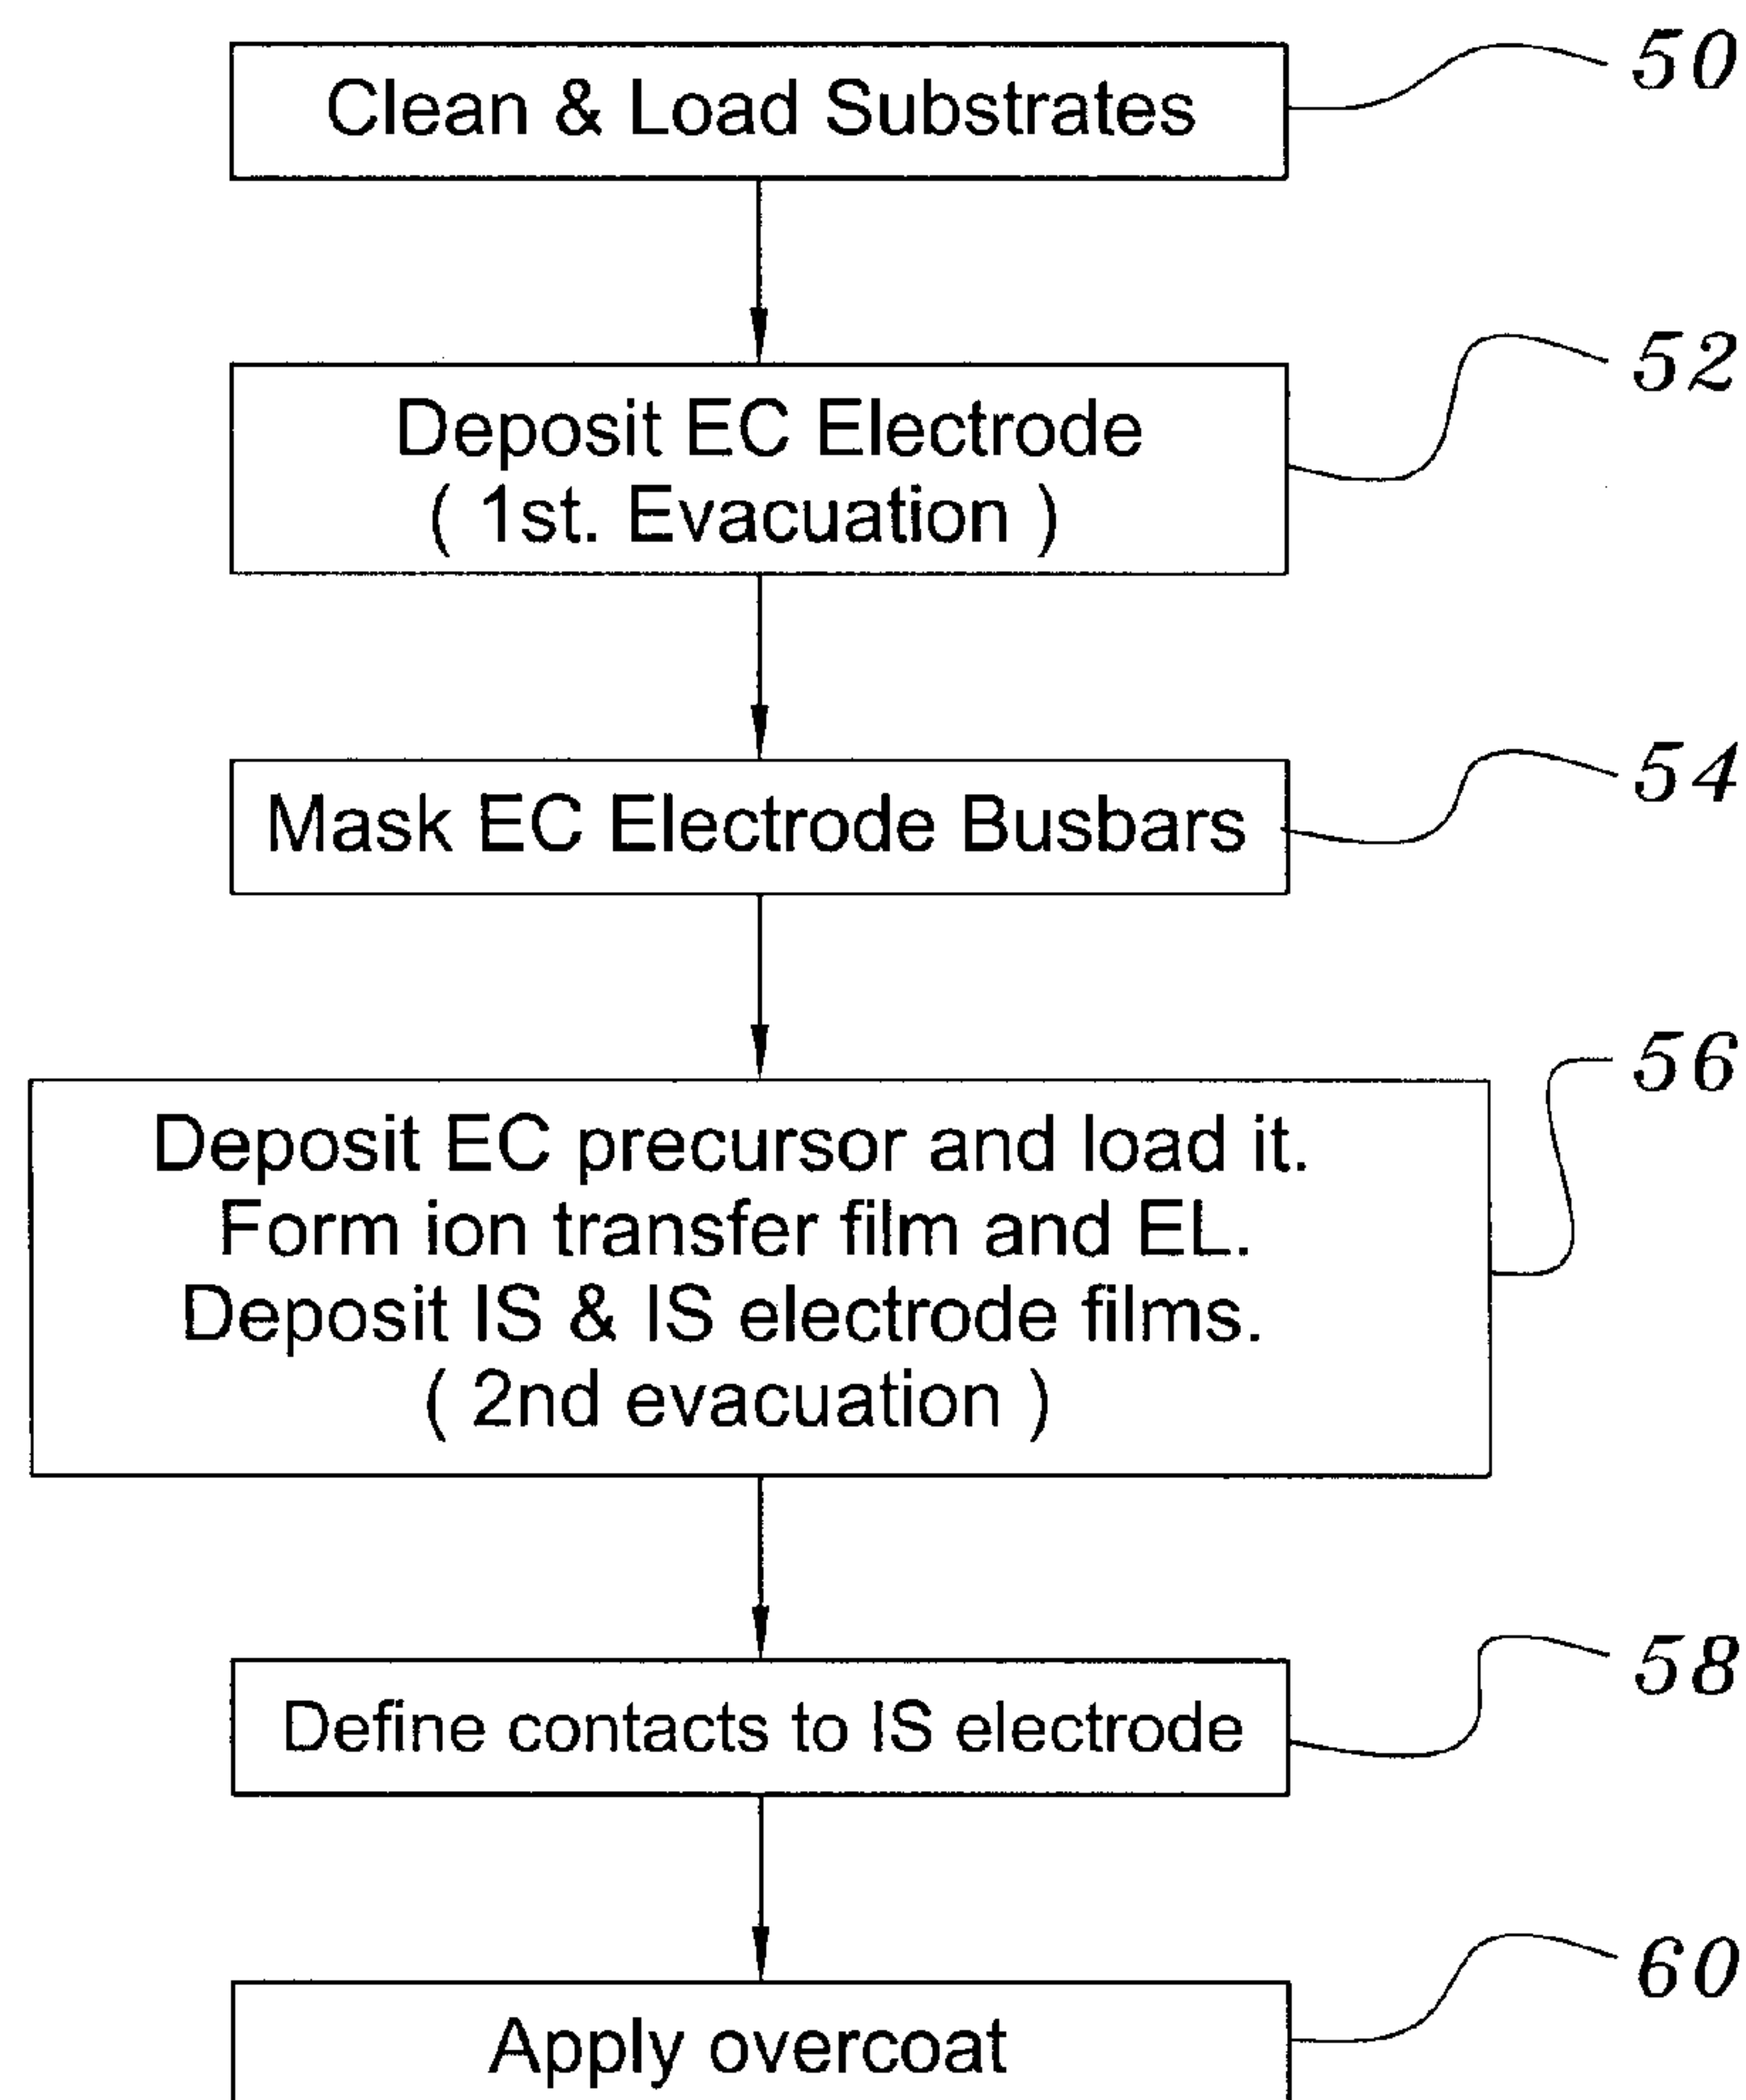 Clean & Load Substrates
50
Deposit EC Electrode
( 1st. Evacuation )
52
Mask EC Electrode Busbars
54
Deposit EC precursor and load it.
Form ion transfer film and EL.
Deposit IS & IS electrode films.
( 2nd evacuation )
56
Define contacts to IS electrode
58
Apply overcoat
60